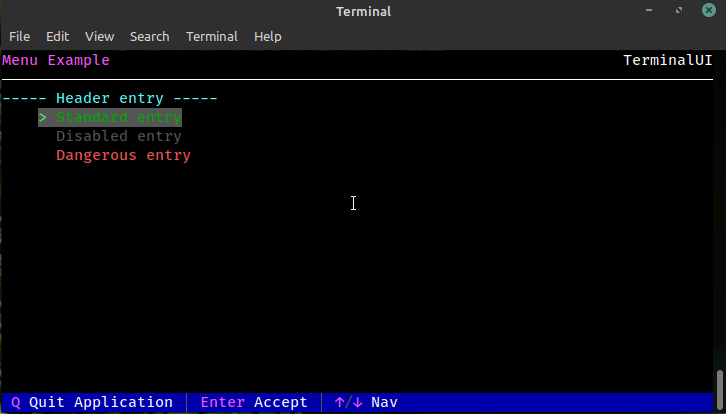 Terminal
File Edit View Search Terminal Help
Menu Example TerminalUI
----- Header entry -----
> Standard entry
Disabled entry
Dangerous entry
Q Quit Application │ Enter Accept │ ↑/↓ Nav